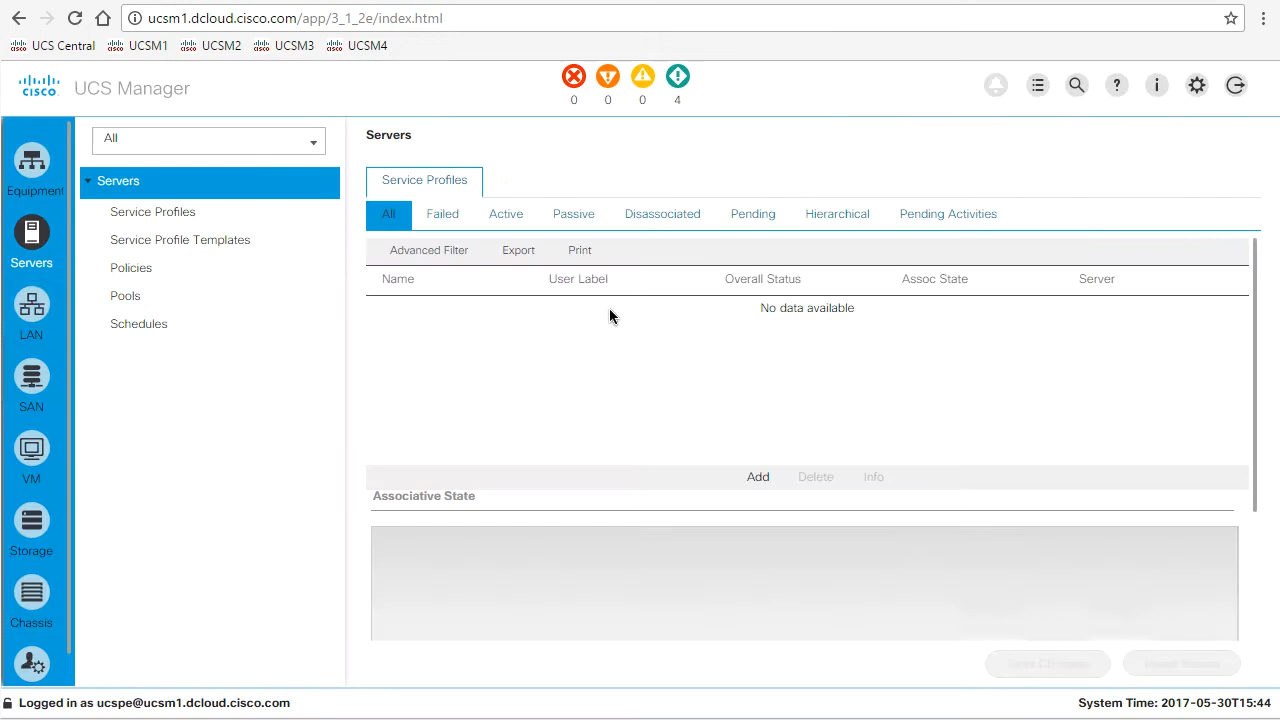 ucsm1.dcloud.cisco.com/app/3_1_2e/index.html
UCS Central UCSM1 UCSM2 UCSM3 UCSM4
CISCO UCS Manager
0 0 0 4
All
Servers
Service Profiles
Service Profile Templates
Policies
Pools
Schedules
Equipment
Servers
LAN
SAN
VM
Storage
Chassis
Servers
Service Profiles
All Failed Active Passive Disassociated Pending Hierarchical Pending Activities
Advanced Filter Export Print
Name User Label Overall Status Assoc State Server
No data available
Add Delete Info
Associative State
Logged in as ucspe@ucsm1.dcloud.cisco.com
System Time: 2017-05-30T15:44